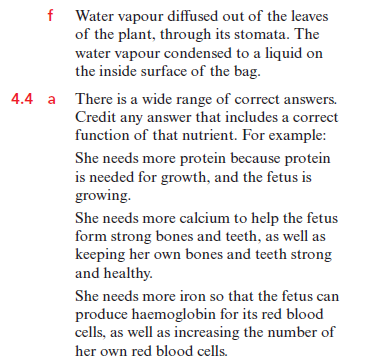 f Water vapour diffused out of the leaves
of the plant, through its stomata. The
water vapour condensed to a liquid on
the inside surface of the bag.
4.4 a There is a wide range of correct answers.
Credit any answer that includes a correct
function of that nutrient. For example:
She needs more protein because protein
is needed for growth, and the fetus is
growing.
She needs more calcium to help the fetus
form strong bones and teeth, as well as
keeping her own bones and teeth strong
and healthy.
She needs more iron so that the fetus can
produce haemoglobin for its red blood
cells, as well as increasing the number of
her own red blood cells.